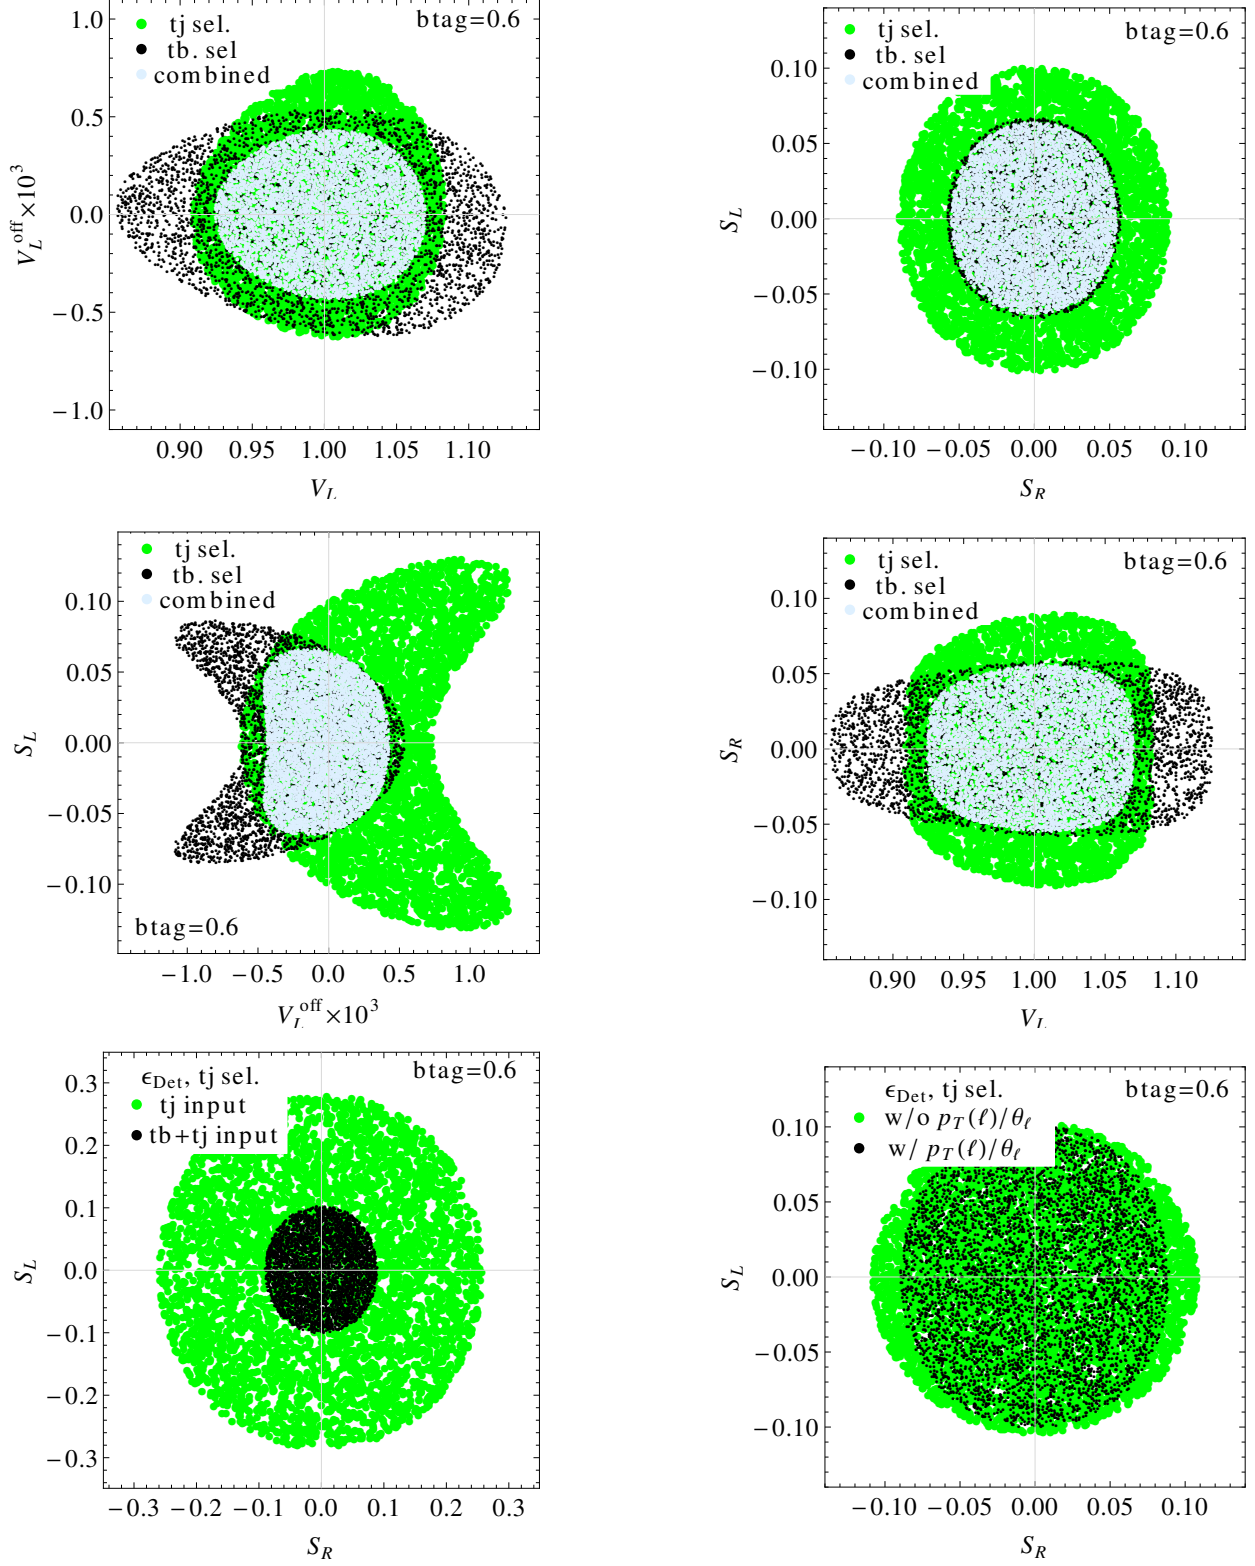 tj sel.
tb. sel
combined
btag=0.6
1.0
0.5
0.0
−0.5
−1.0
V_L^off×10^3
0.90 0.95 1.00 1.05 1.10
V_L
tj sel.
tb. sel
combined
btag=0.6
0.10
0.05
0.00
−0.05
−0.10
S_L
−0.10 −0.05 0.00 0.05 0.10
S_R
tj sel.
tb. sel
combined
0.10
0.05
0.00
−0.05
−0.10
S_L
btag=0.6
−1.0 −0.5 0.0 0.5 1.0
V_L^off×10^3
tj sel.
tb. sel
combined
btag=0.6
0.10
0.05
0.00
−0.05
−0.10
S_R
0.90 0.95 1.00 1.05 1.10
V_L
ϵ_Det, tj sel.
tj input
tb+tj input
btag=0.6
0.3
0.2
0.1
0.0
−0.1
−0.2
−0.3
S_L
−0.3 −0.2 −0.1 0.0 0.1 0.2 0.3
S_R
ϵ_Det, tj sel.
w/o p_T(ℓ)/θ_ℓ
w/ p_T(ℓ)/θ_ℓ
btag=0.6
0.10
0.05
0.00
−0.05
−0.10
S_L
−0.10 −0.05 0.00 0.05 0.10
S_R